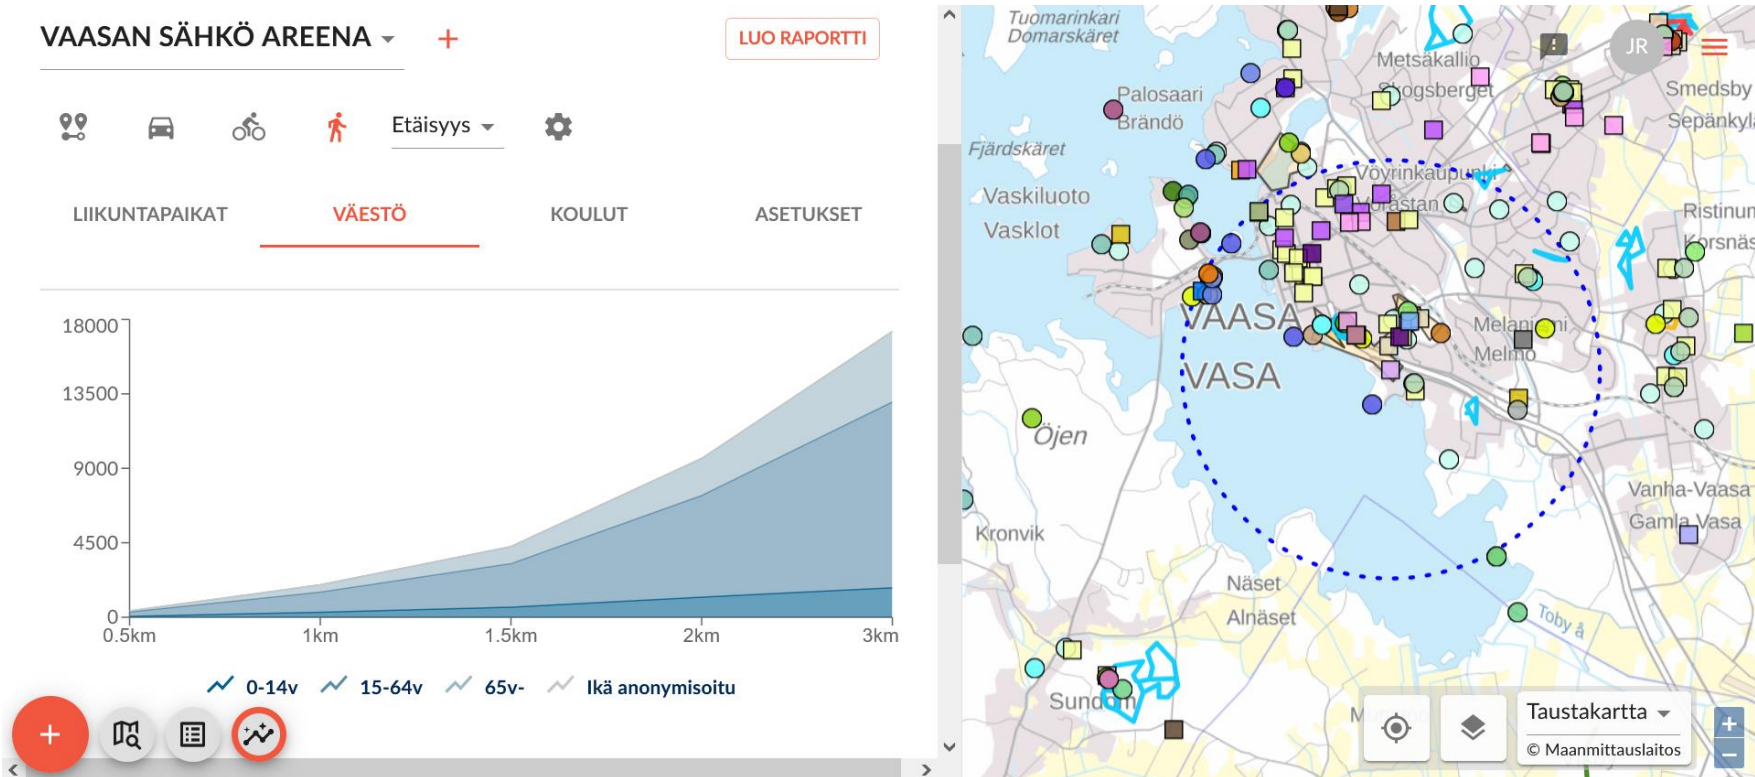 VAASAN SÄHKÖ AREENA
LUO RAPORTTI
Etäisyys
LIIKUNTAPAIKAT
VÄESTÖ
KOULUT
ASETUKSET
18000
13500
9000
4500
0
0.5km
1km
1.5km
2km
3km
0-14v
15-64v
65v-
Ikä anonymisoitu
Tuomarinkari
Domarskäret
Metsäkallio
Skogsberget
JR
Smedsby
Palosaari
Brändö
Fjärdskäret
Vöyrinkaupunki
Vaskiluoto
Vasklot
VAASA
VASA
Melmo
Öjen
Kronvik
Vanha-Vaasa
Gamla Vasa
Näset
Alnäset
Toby å
Sundom
Taustakartta
© Maanmittauslaitos